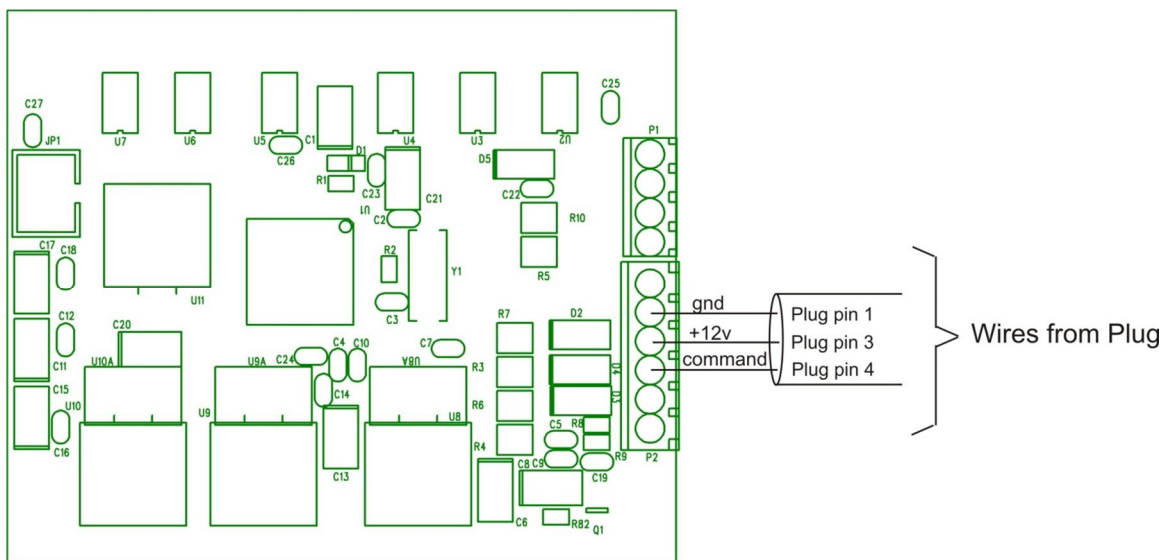 C25
C27
P1
JP1
U7
U6
U5
C1
U4
U3
U2
C26
D1
D5
R1
C23
C22
C21
U1
C2
R10
C17
C18
R2
Y1
R5
U11
C3
gnd
Plug pin 1
+12v
Plug pin 3
command
Plug pin 4
Wires from Plug
R7
D2
C12
C20
C7
C11
U10A
U9A
C24
C4
C10
U8A
R3
D4
C15
C14
D3
U10
U9
U8
R6
R8
C5
C16
R4
R9
P2
C13
C8
C9
C19
C6
R82
Q1